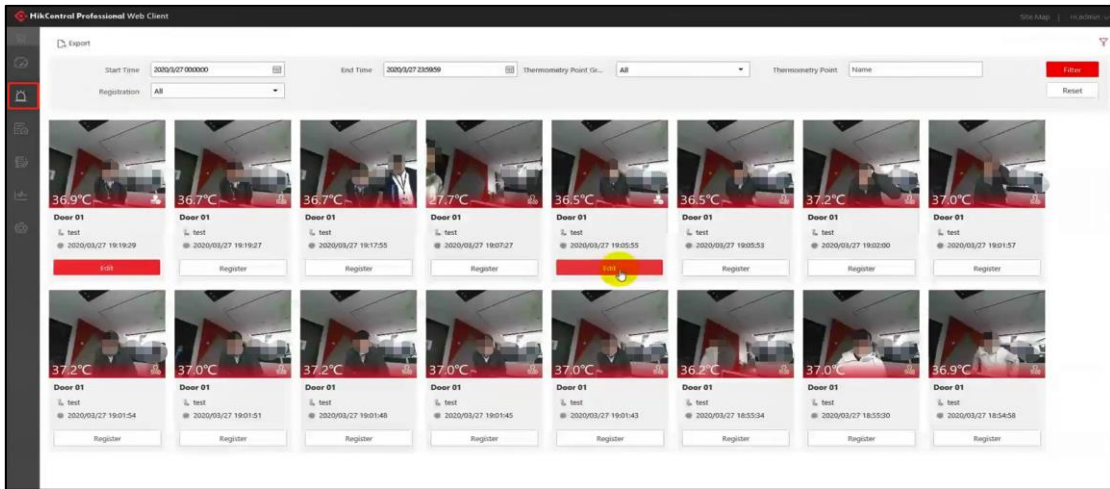 HikCentral Professional Web Client
Site Map
Export
Start Time 2020/3/27 000000 End Time 2020/3/27 235959 Thermometry Point Gr... All Thermometry Point Name Filter
Registration All Reset
36.9°C 36.7°C 36.7°C 27.7°C 36.5°C 36.5°C 37.2°C 37.0°C
Door 01 Door 01 Door 01 Door 01 Door 01 Door 01 Door 01 Door 01
test test test test test test test test
2020/03/27 19:19:29 2020/03/27 19:19:27 2020/03/27 19:17:55 2020/03/27 19:07:27 2020/03/27 19:05:55 2020/03/27 19:05:53 2020/03/27 19:02:00 2020/03/27 19:01:57
Edit Register Register Register Edit Register Register Register
37.2°C 37.0°C 37.2°C 37.0°C 37.0°C 36.2°C 37.0°C 36.9°C
Door 01 Door 01 Door 01 Door 01 Door 01 Door 01 Door 01 Door 01
test test test test test test test test
2020/03/27 19:01:54 2020/03/27 19:01:51 2020/03/27 19:01:48 2020/03/27 19:01:45 2020/03/27 19:01:43 2020/03/27 18:55:34 2020/03/27 18:55:30 2020/03/27 18:54:58
Register Register Register Register Register Register Register Register